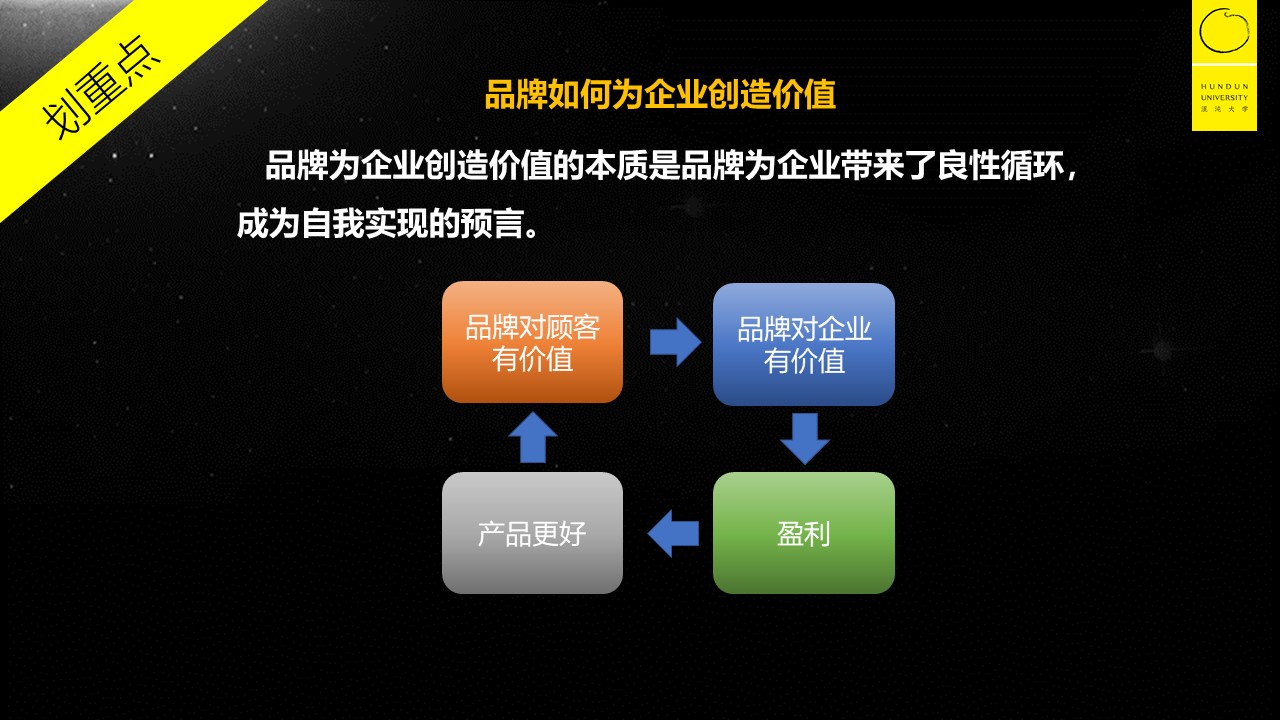 划重点
HUNDUN
UNIVERSITY
混沌大学
品牌如何为企业创造价值
品牌为企业创造价值的本质是品牌为企业带来了良性循环，
成为自我实现的预言。
品牌对顾客
有价值
品牌对企业
有价值
产品更好
盈利